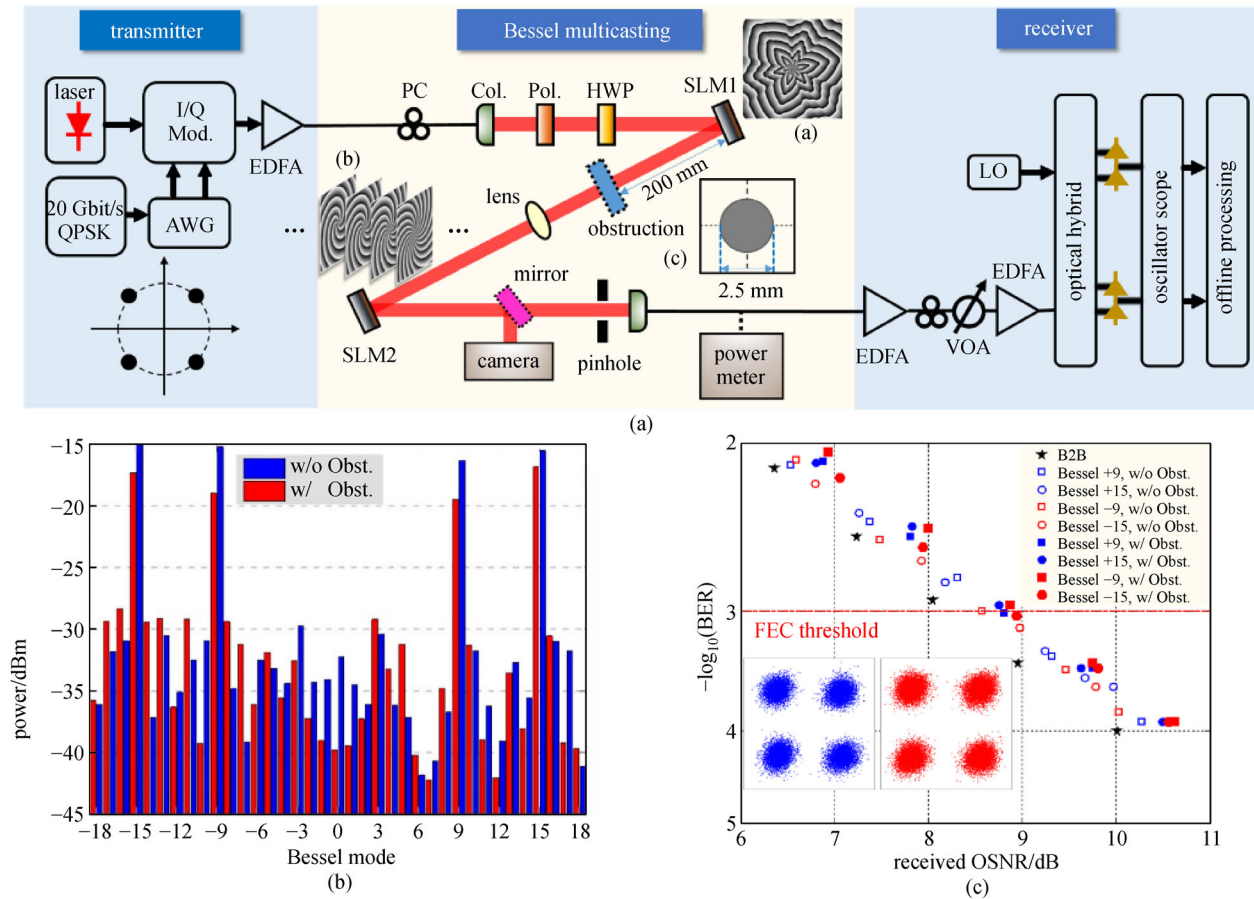 transmitter
Bessel multicasting
receiver
laser
I/Q
Mod.
EDFA
20 Gbit/s
QPSK
AWG
PC
Col.
Pol.
HWP
SLM1
(a)
(b)
...
...
lens
200 mm
obstruction
(c)
2.5 mm
mirror
SLM2
camera
pinhole
power
meter
EDFA
VOA
EDFA
LO
optical hybrid
oscillator scope
offline processing
(a)
−15
−20
−25
−30
−35
−40
−45
power/dBm
w/o Obst.
w/ Obst.
−18
−15
−12
−9
−6
−3
0
3
6
9
12
15
18
Bessel mode
(b)
2
3
4
5
−log10(BER)
B2B
Bessel +9, w/o Obst.
Bessel +15, w/o Obst.
Bessel −9, w/o Obst.
Bessel −15, w/o Obst.
Bessel +9, w/ Obst.
Bessel +15, w/ Obst.
Bessel −9, w/ Obst.
Bessel −15, w/ Obst.
FEC threshold
6
7
8
9
10
11
received OSNR/dB
(c)